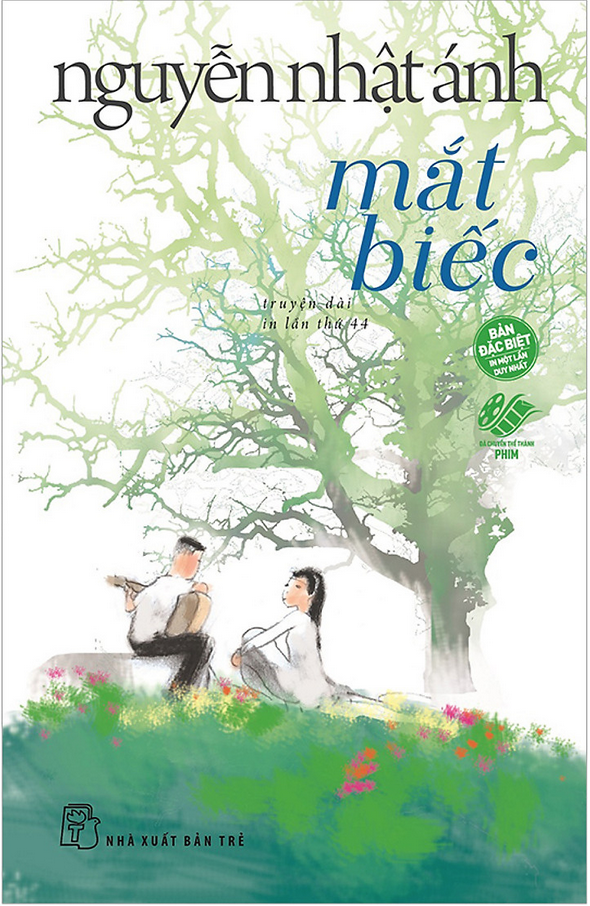 nguyễn nhật ánh
mắt
biếc
truyện dài
in lần thứ 44
BẢN
ĐẶC BIỆT
IN MỘT LẦN
DUY NHẤT
ĐÃ CHUYỂN THỂ THÀNH
PHIM
T
NHÀ XUẤT BẢN TRẺ